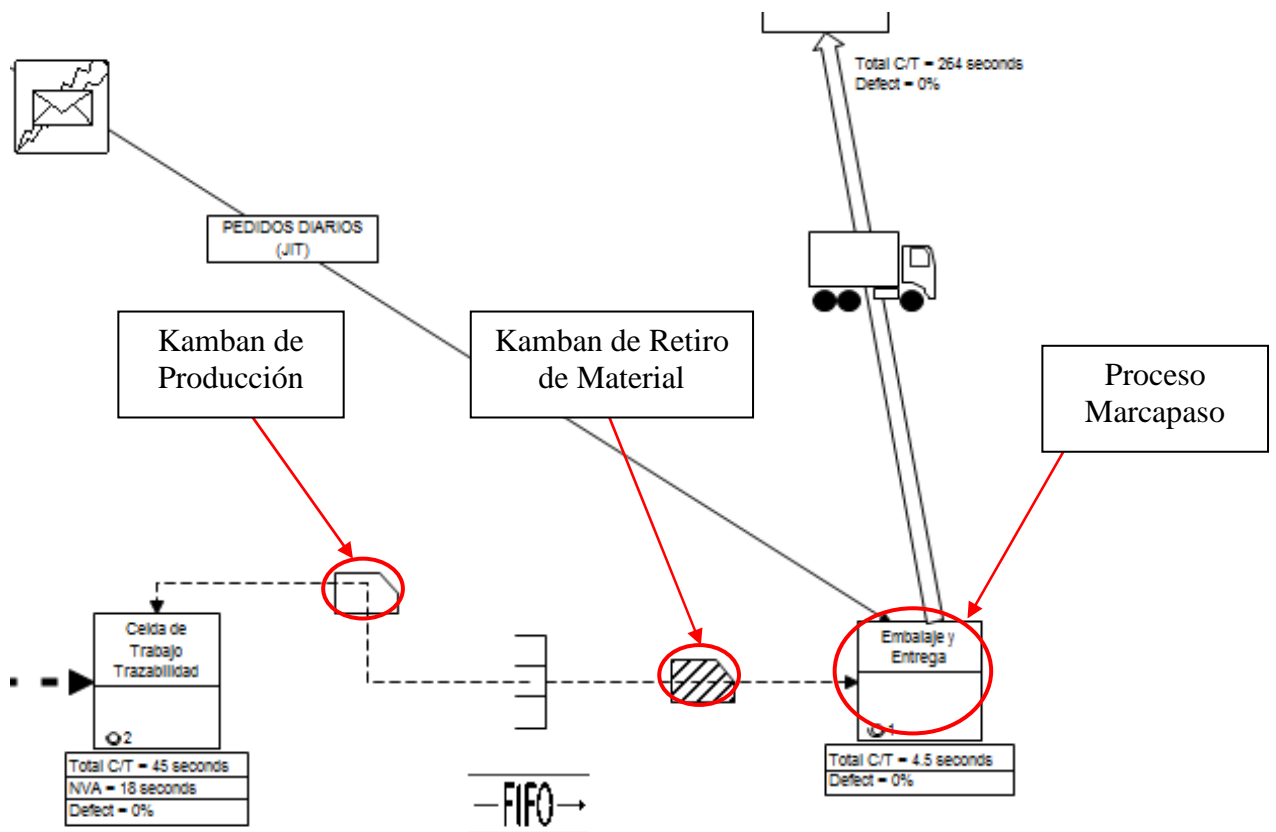 Total C/T = 264 seconds
Defect = 0%
PEDIDOS DIARIOS
(JIT)
Kamban de
Producción
Kamban de Retiro
de Material
Proceso
Marcapaso
Celda de
Trabajo
Trazabilidad
2
Total C/T = 45 seconds
NVA = 18 seconds
Defect = 0%
FIFO
Embalaje y
Entrega
1
Total C/T = 4.5 seconds
Defect = 0%